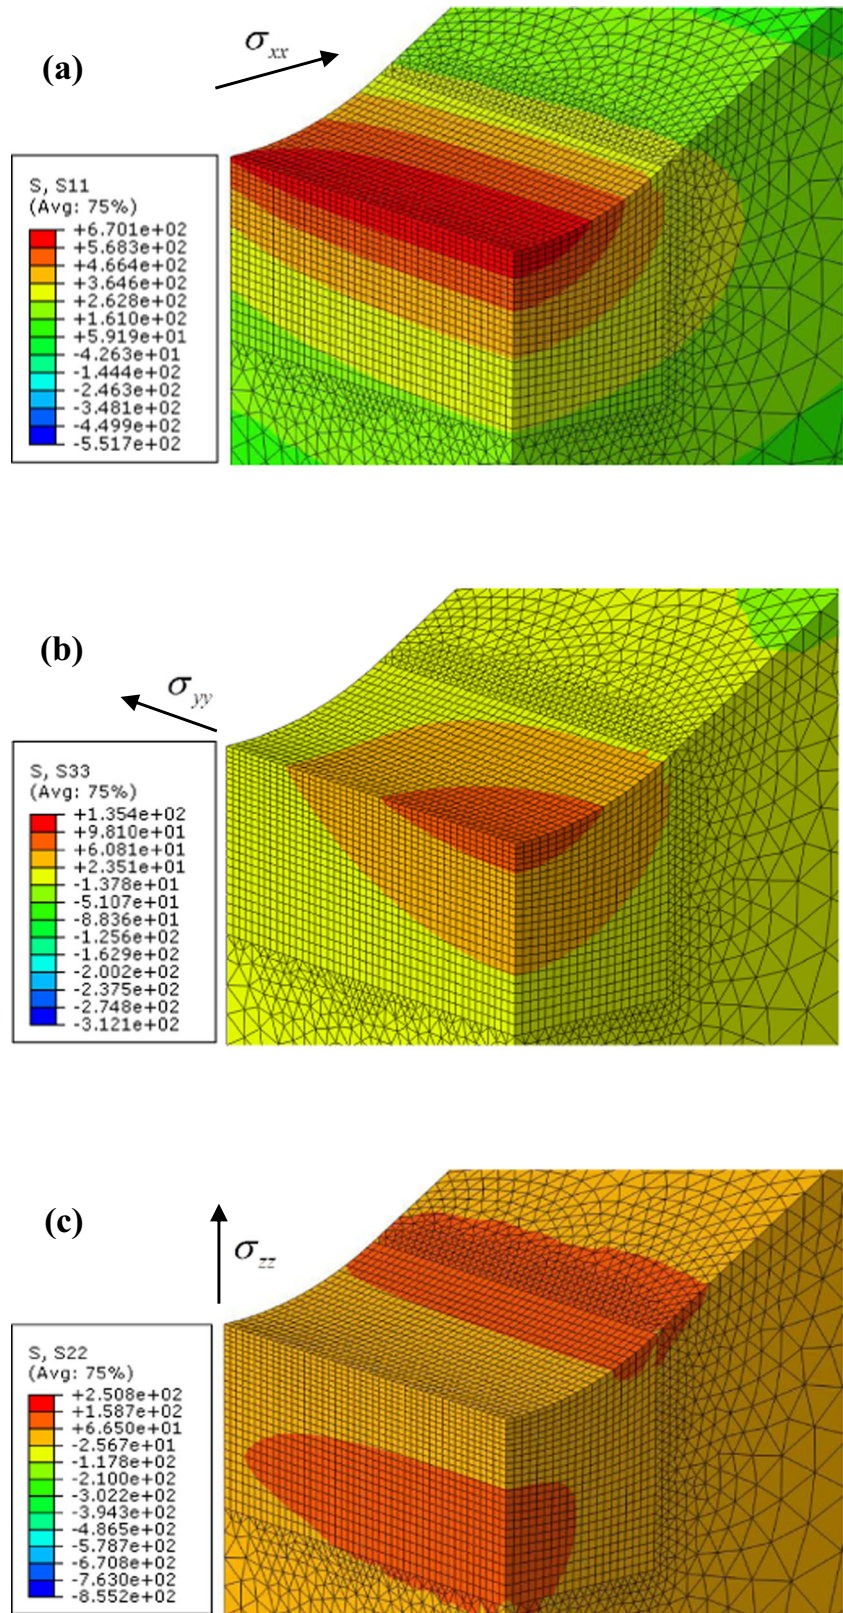 (a)
σxx
S, S11
(Avg: 75%)
+6.701e+02
+5.683e+02
+4.664e+02
+3.646e+02
+2.628e+02
+1.610e+02
+5.919e+01
-4.263e+01
-1.444e+02
-2.463e+02
-3.481e+02
-4.499e+02
-5.517e+02
(b)
σyy
S, S33
(Avg: 75%)
+1.354e+02
+9.810e+01
+6.081e+01
+2.351e+01
-1.378e+01
-5.107e+01
-8.836e+01
-1.256e+02
-1.629e+02
-2.002e+02
-2.375e+02
-2.748e+02
-3.121e+02
(c)
σzz
S, S22
(Avg: 75%)
+2.508e+02
+1.587e+02
+6.650e+01
-2.567e+01
-1.178e+02
-2.100e+02
-3.022e+02
-3.943e+02
-4.865e+02
-5.787e+02
-6.708e+02
-7.630e+02
-8.552e+02